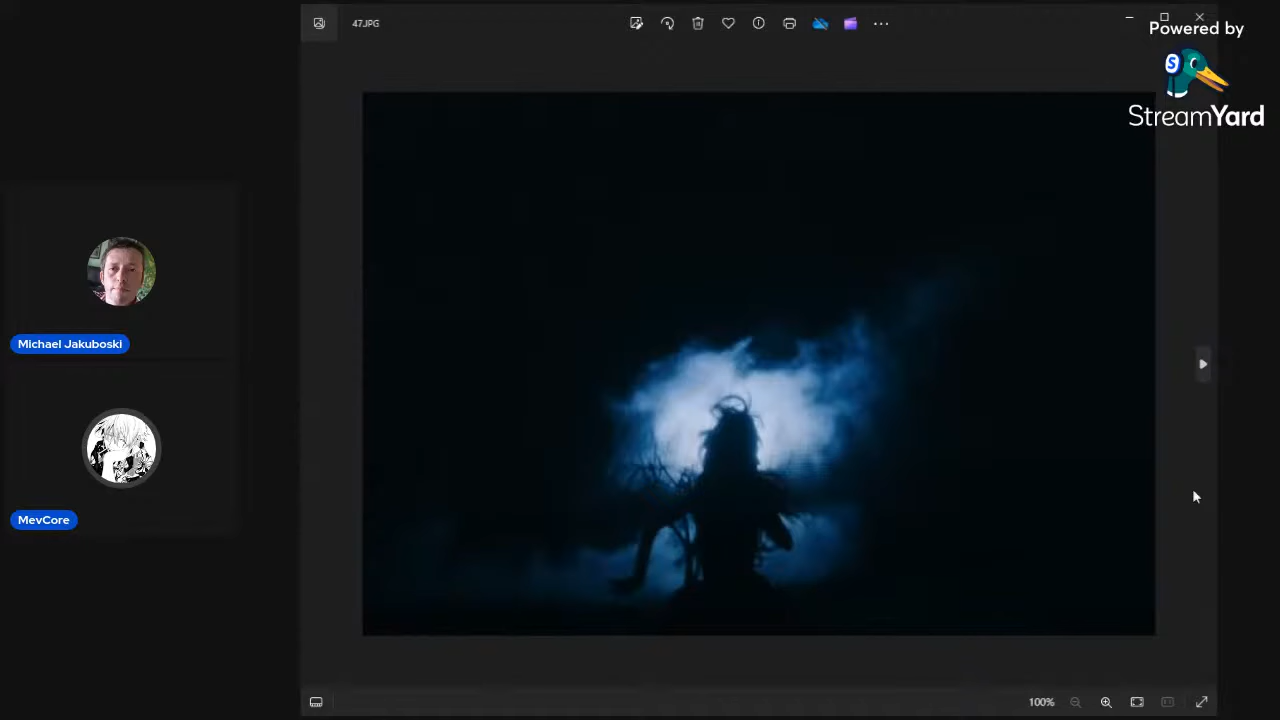 47.JPG
Powered by
S
StreamYard
Michael Jakuboski
MevCore
100%